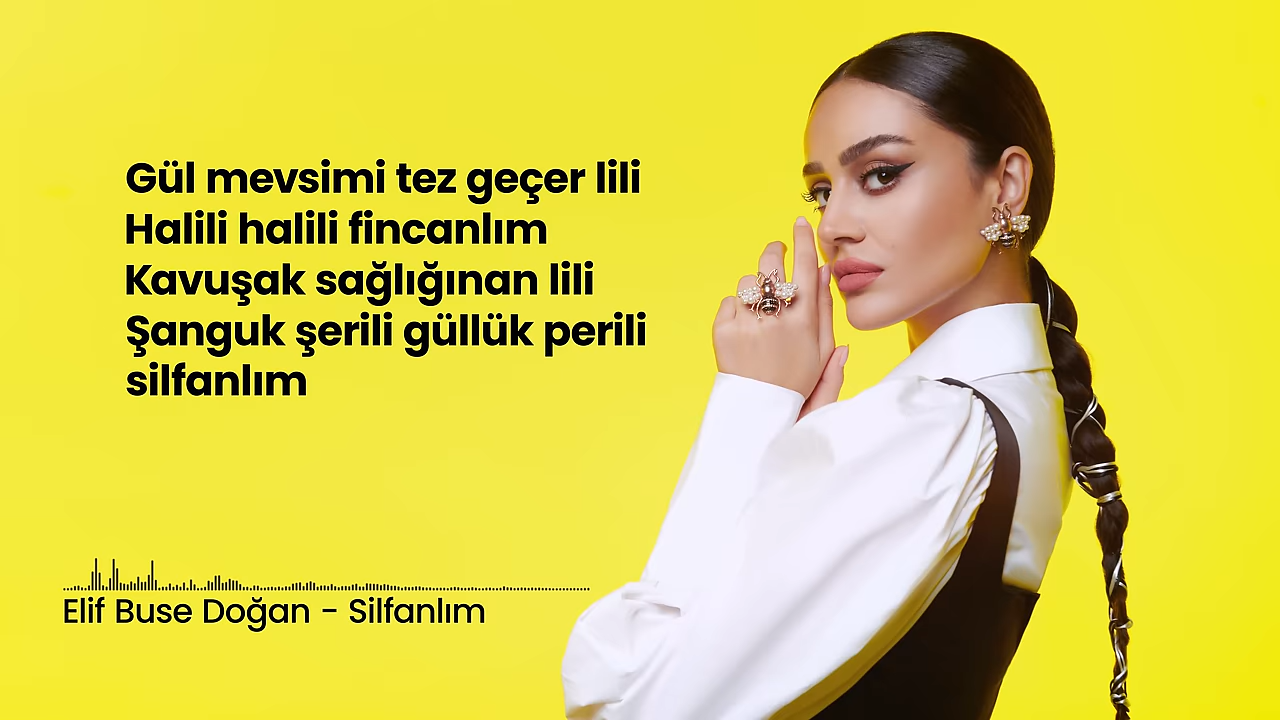 Gül mevsimi tez geçer lili
Halili halili fincanlım
Kavuşak sağlığınan lili
Şanguk şerili güllük perili
silfanlım
Elif Buse Doğan - Silfanlım